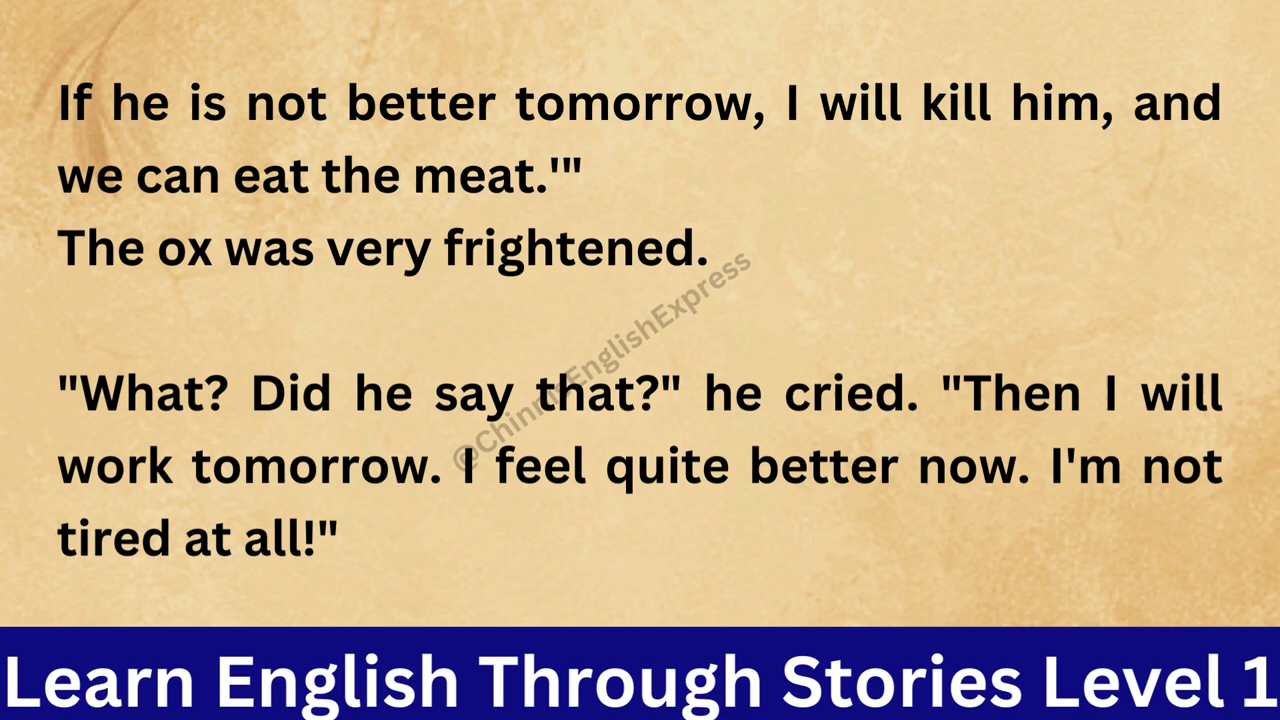 If he is not better tomorrow, I will kill him, and
we can eat the meat.'"
The ox was very frightened.
"What? Did he say that?" he cried. "Then I will
work tomorrow. I feel quite better now. I'm not
tired at all!"
Learn English Through Stories Level 1